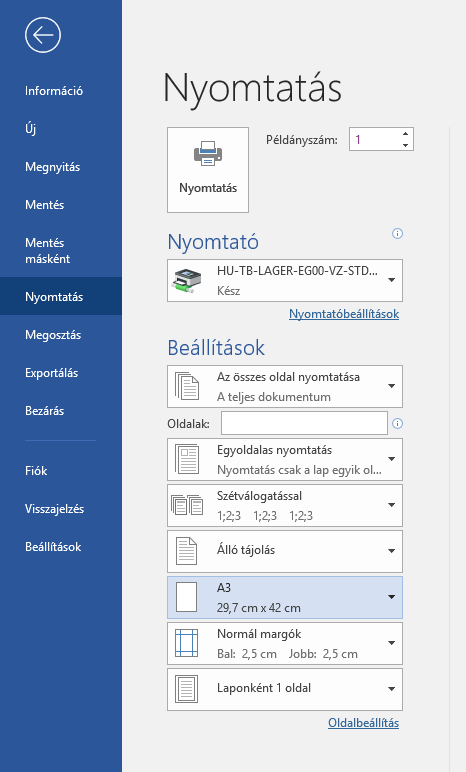 Információ
Új
Megnyitás
Mentés
Mentés
másként
Nyomtatás
Megosztás
Exportálás
Bezárás
Fiók
Visszajelzés
Beállítások
Nyomtatás
Nyomtatás
Példányszám: 1
Nyomtató
HU-TB-LAGER-EG00-VZ-STD...
Kész
Nyomtatóbeállítások
Beállítások
Az összes oldal nyomtatása
A teljes dokumentum
Oldalak:
Egyoldalas nyomtatás
Nyomtatás csak a lap egyik ol...
Szétválogatással
1;2;3 1;2;3 1;2;3
Álló tájolás
A3
29,7 cm x 42 cm
Normál margók
Bal: 2,5 cm Jobb: 2,5 cm
Laponként 1 oldal
Oldalbeállítás